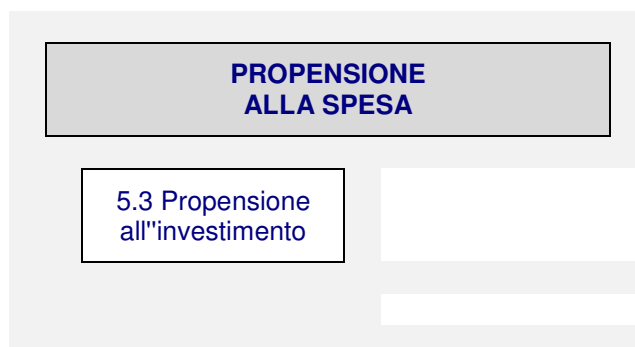 PROPENSIONE
ALLA SPESA
5.3 Propensione
all''investimento